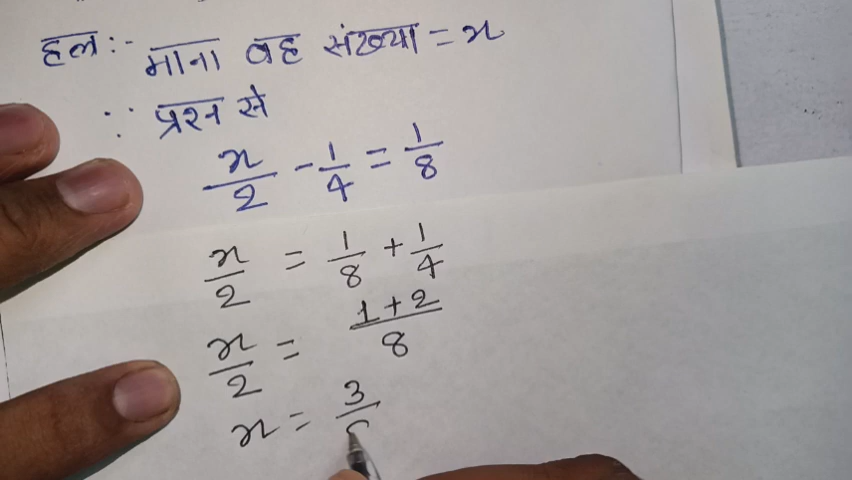 हल :- माना वह संख्या = x
∵ प्रश्न से
x/2 - 1/4 = 1/8
x/2 = 1/8 + 1/4
x/2 = 1+2/8
x = 3/